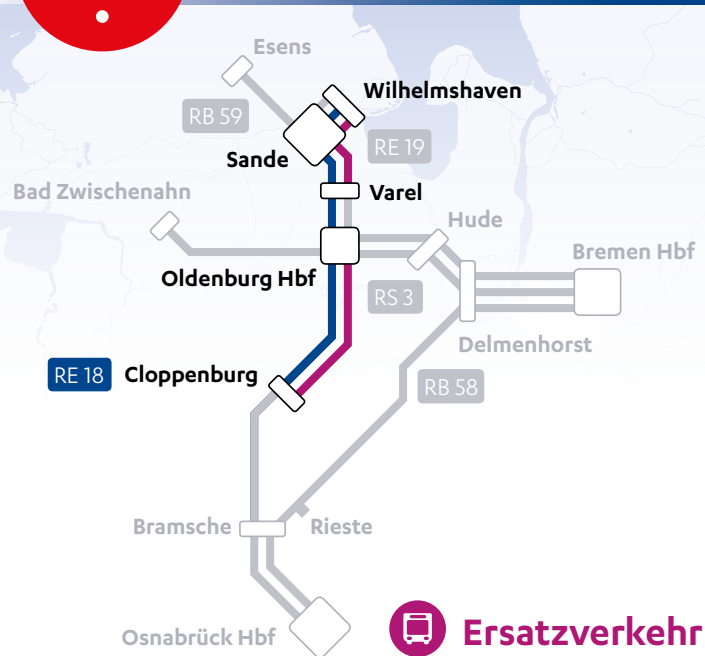 Esens
Wilhelmshaven
RB 59
RE 19
Sande
Bad Zwischenahn
Varel
Hude
Bremen Hbf
Oldenburg Hbf
RS 3
Delmenhorst
RE 18 Cloppenburg
RB 58
Bramsche
Rieste
Osnabrück Hbf
Ersatzverkehr